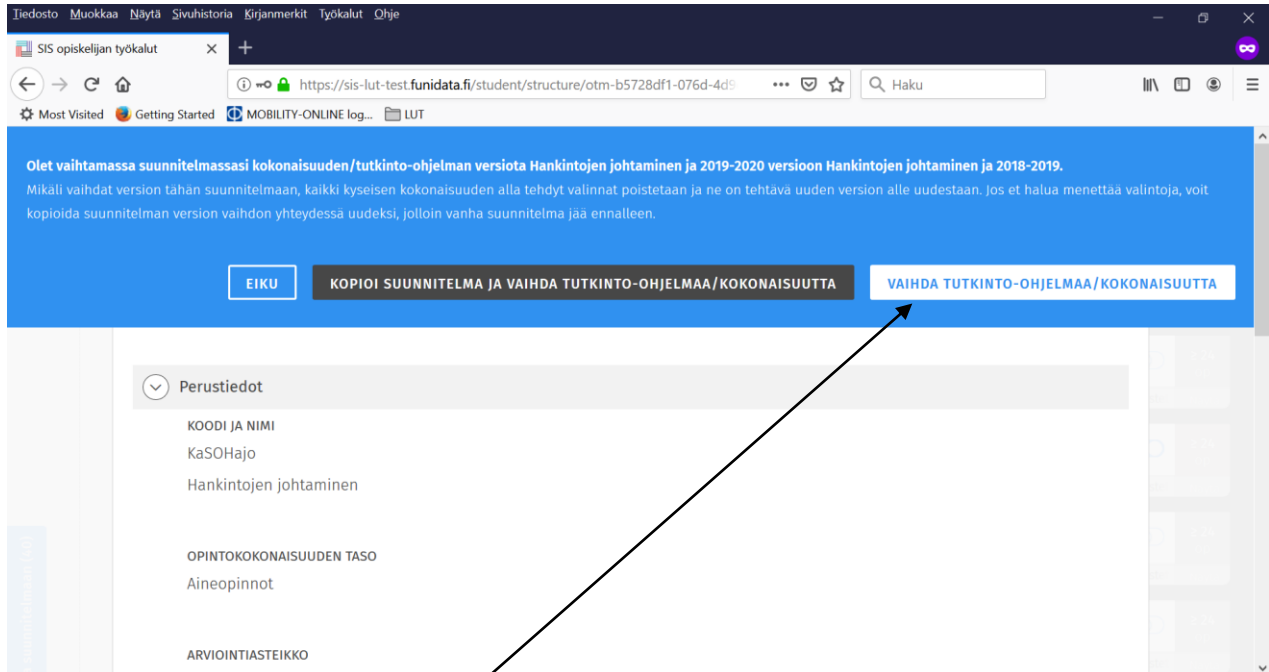 Tiedosto Muokkaa Näytä Sivuhistoria Kirjanmerkit Työkalut Ohje
SIS opiskelijan työkalut
https://sis-lut-test.funidata.fi/student/structure/otm-b5728df1-076d-4d9 Haku
Most Visited Getting Started MOBILITY-ONLINE log... LUT
Olet vaihtamassa suunnitelmassasi kokonaisuuden/tutkinto-ohjelman versiota Hankintojen johtaminen ja 2019-2020 versioon Hankintojen johtaminen ja 2018-2019.
Mikäli vaihdat version tähän suunnitelmaan, kaikki kyseisen kokonaisuuden alla tehdyt valinnat poistetaan ja ne on tehtävä uuden version alle uudestaan. Jos et halua menettää valintoja, voit
kopioida suunnitelman version vaihdon yhteydessä uudeksi, jolloin vanha suunnitelma jää ennalleen.
EIKU KOPIOI SUUNNITELMA JA VAIHDA TUTKINTO-OHJELMAA/KOKONAISUUTTA VAIHDA TUTKINTO-OHJELMAA/KOKONAISUUTTA
Perustiedot
KOODI JA NIMI
KaSOHajo
Hankintojen johtaminen
OPINTOKOKONAISUUDEN TASO
Aineopinnot
ARVIOINTIASTEIKKO